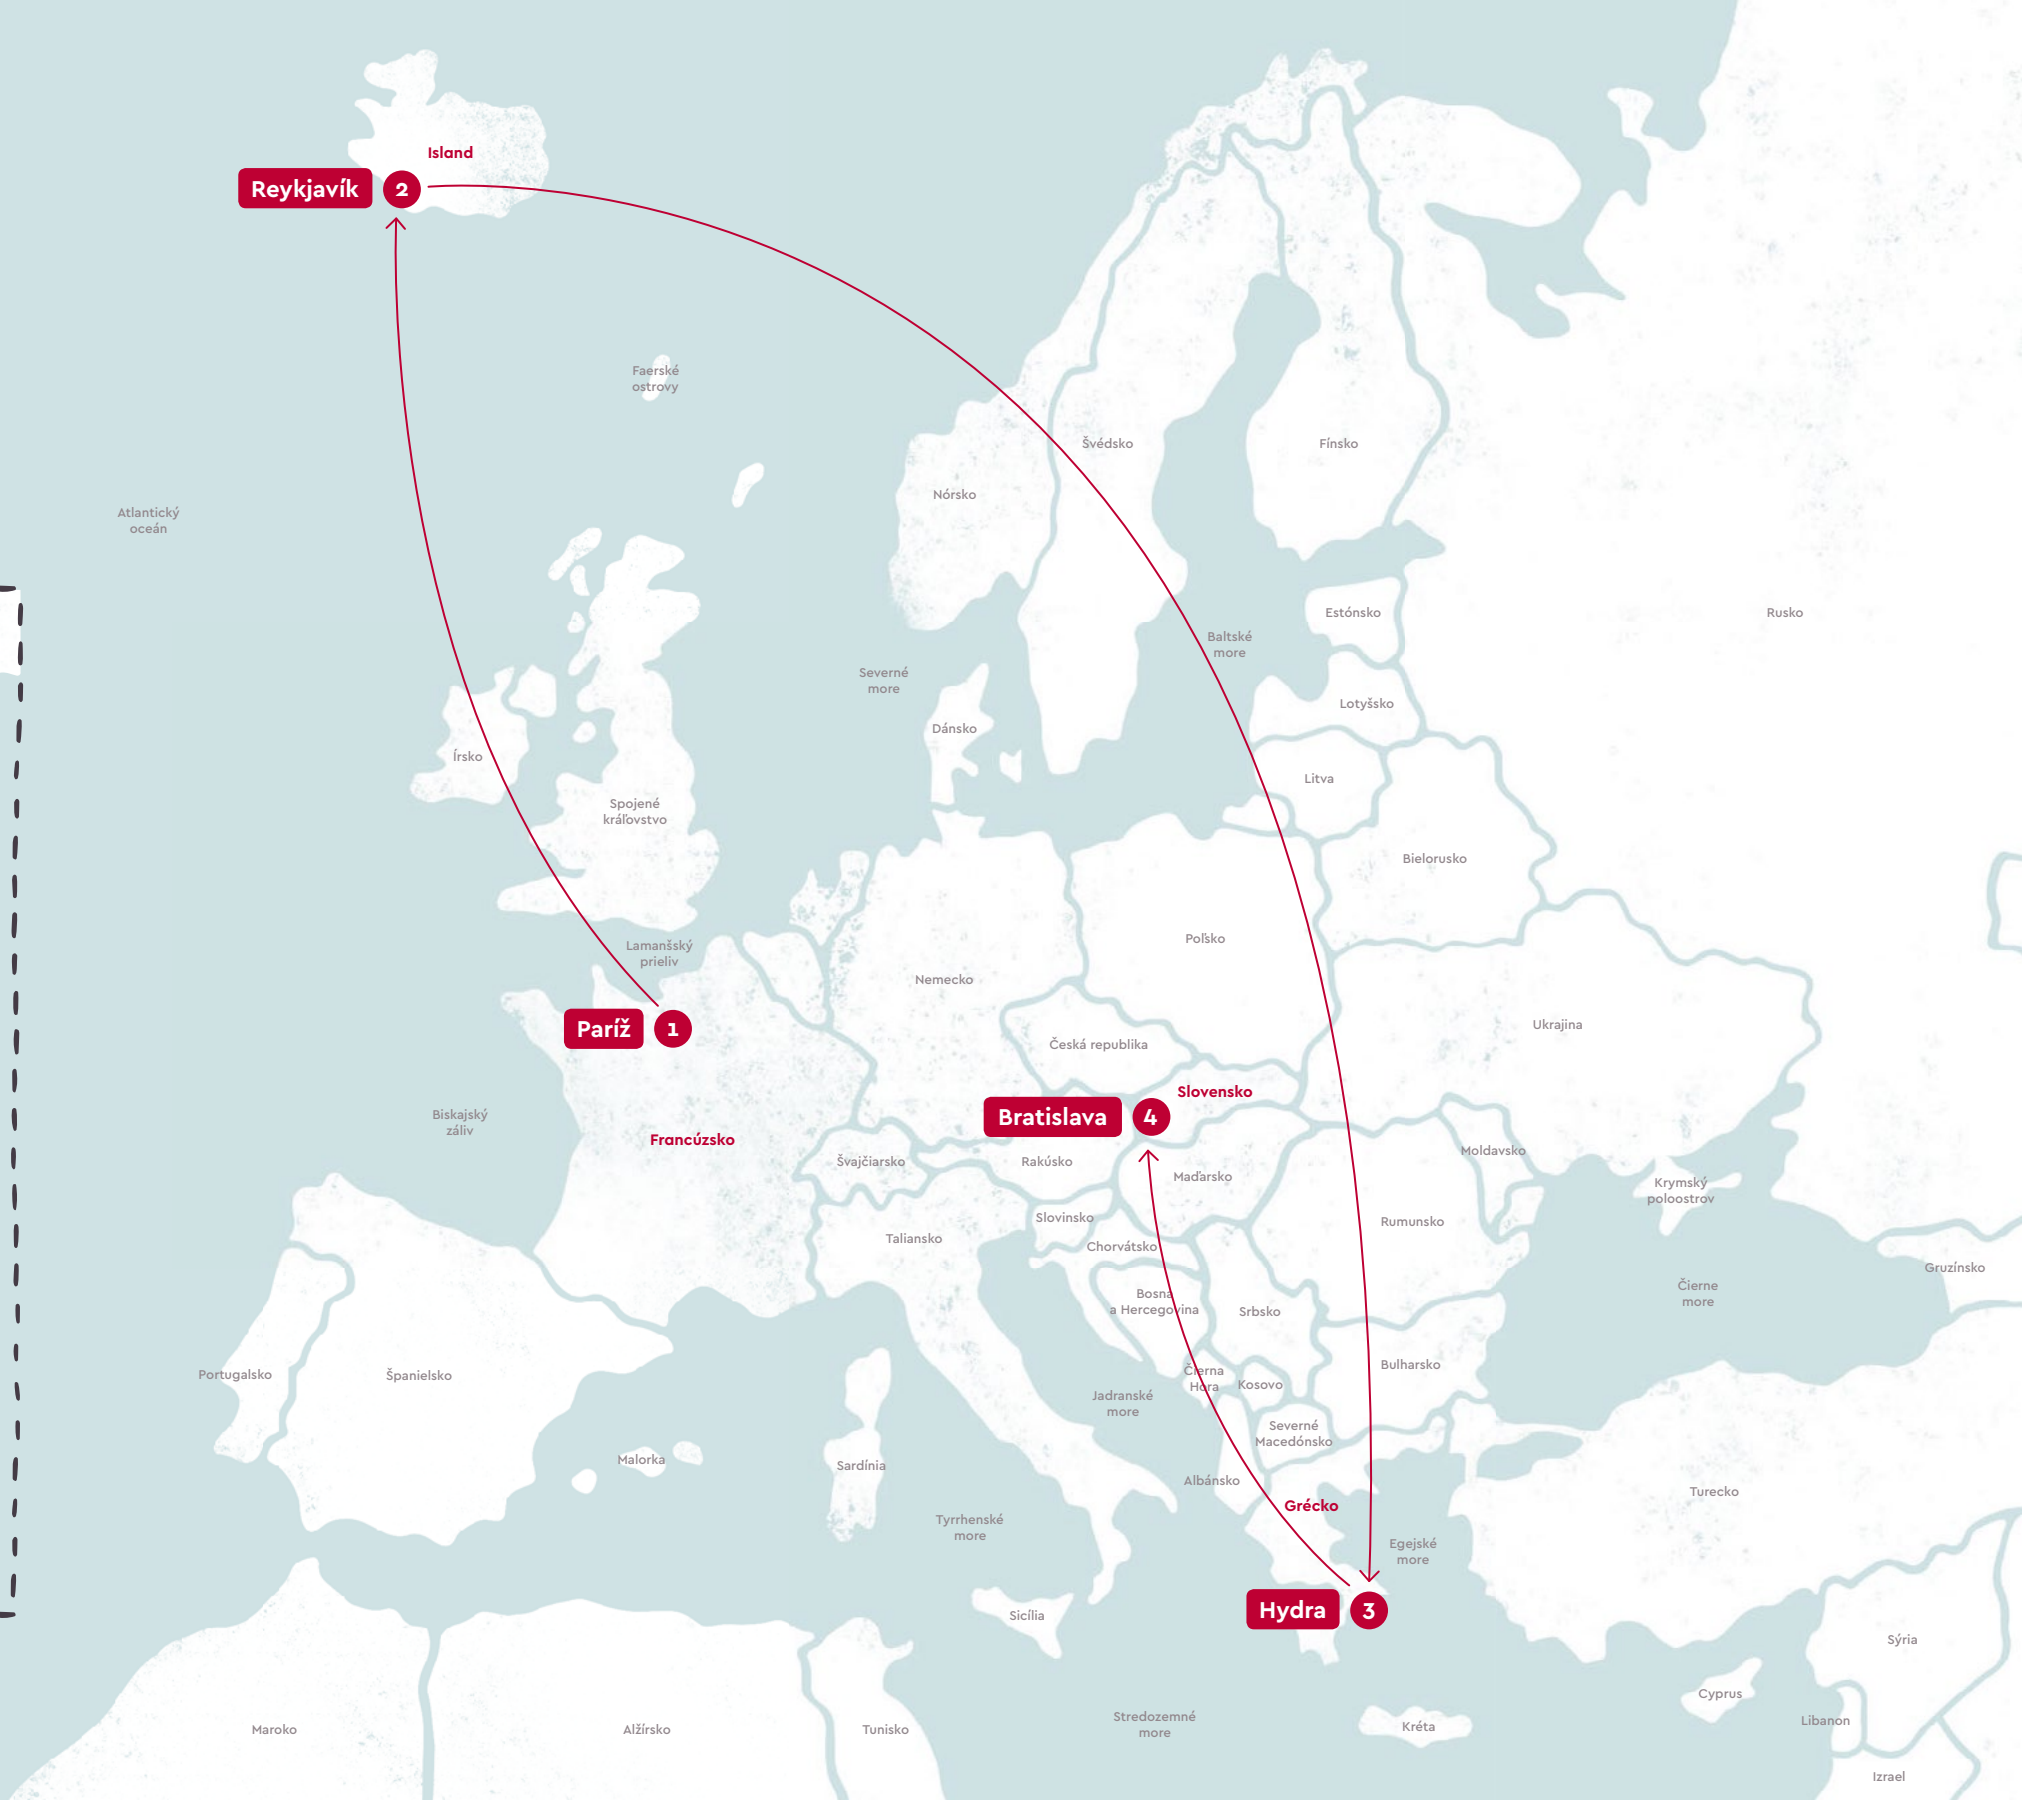 Island
Reykjavík
2
Faerské
ostrovy
Švédsko
Fínsko
Nórsko
Atlantický
oceán
Estónsko
Rusko
Baltské
more
Severné
more
Lotyšsko
Dánsko
Írsko
Litva
Spojené
kráľovstvo
Bielorusko
Poľsko
Lamanšský
prieliv
Nemecko
Paríž
1
Ukrajina
Česká republika
Slovensko
Bratislava
4
Biskajský
záliv
Francúzsko
Moldavsko
Švajčiarsko
Rakúsko
Maďarsko
Krymský
poloostrov
Slovinsko
Rumunsko
Taliansko
Chorvátsko
Gruzínsko
Čierne
more
Bosna
a Hercegovina
Srbsko
Bulharsko
Portugalsko
Španielsko
Čierna
Hora
Kosovo
Jadranské
more
Severné
Macedónsko
Malorka
Sardínia
Albánsko
Turecko
Grécko
Tyrrhenské
more
Egejské
more
Hydra
3
Sicília
Sýria
Cyprus
Stredozemné
more
Libanon
Kréta
Maroko
Alžírsko
Tunisko
Izrael